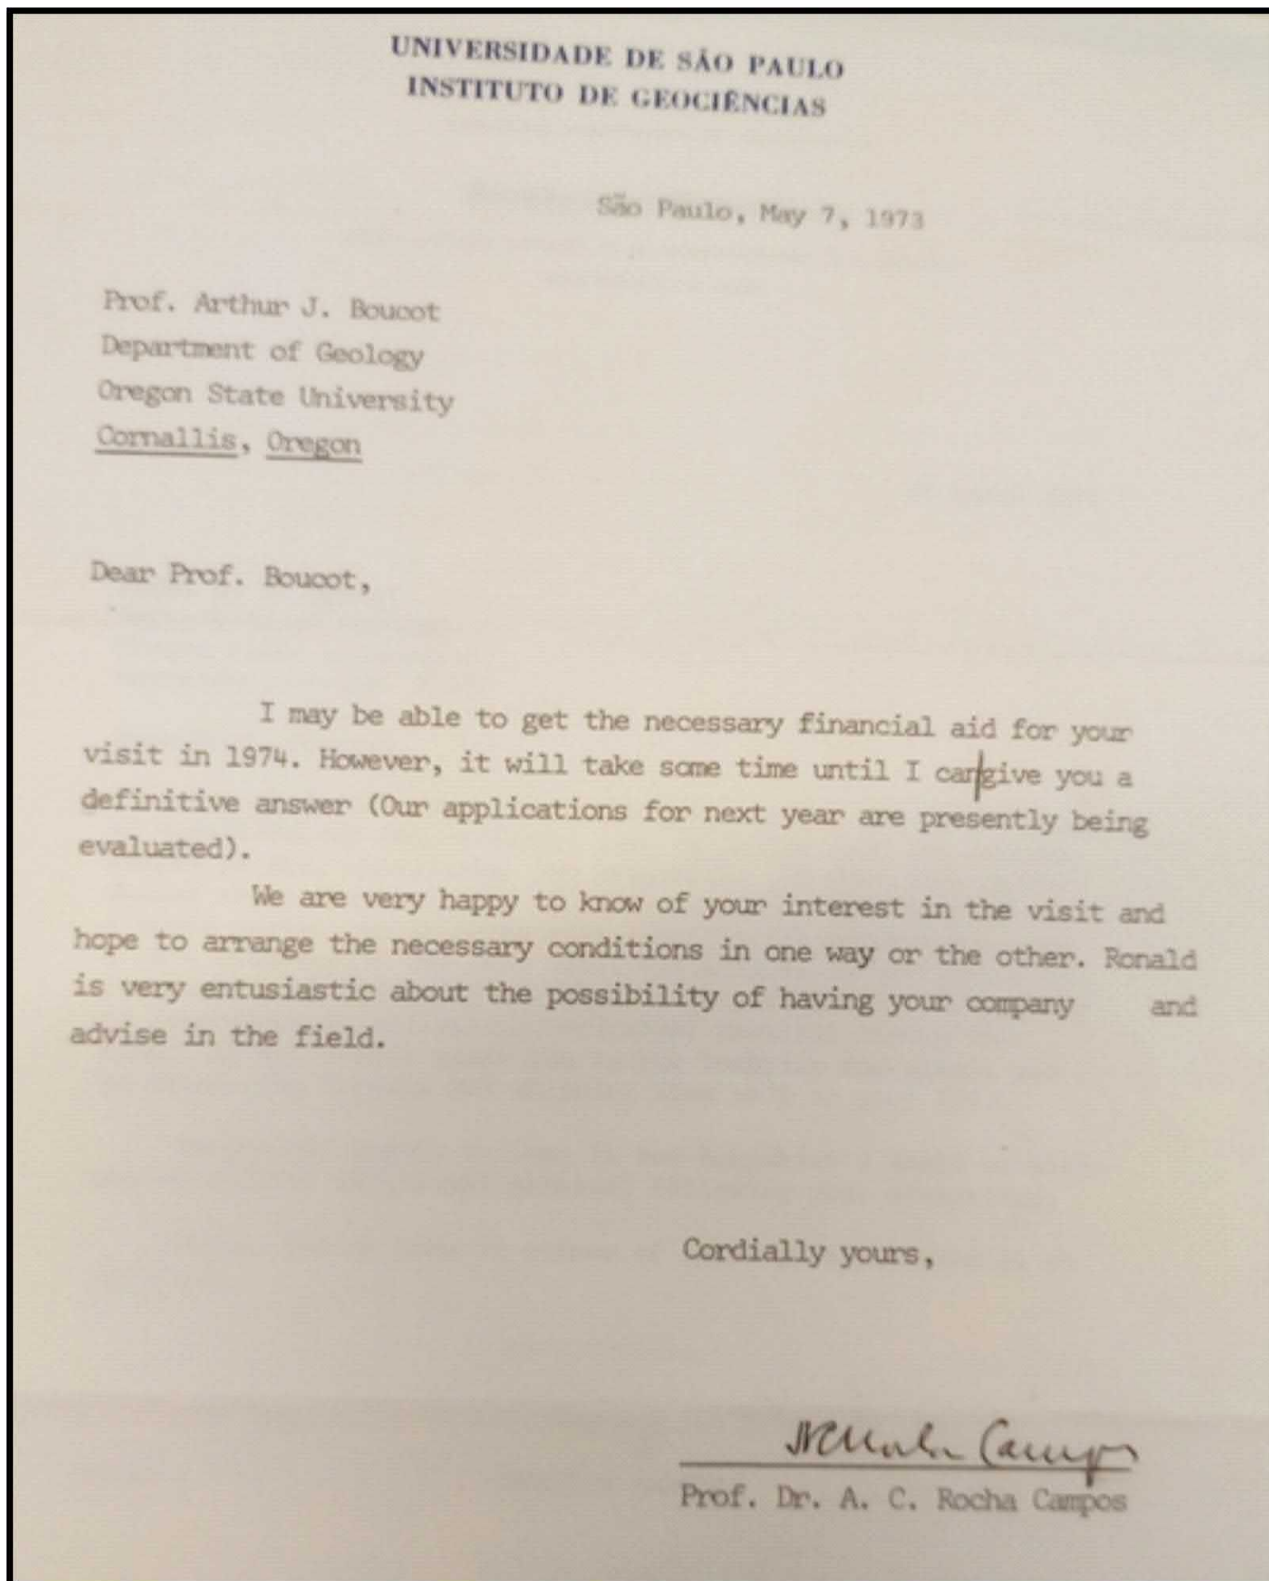 UNIVERSIDADE DE SÃO PAULO
INSTITUTO DE GEOCIÊNCIAS
São Paulo, May 7, 1973
Prof. Arthur J. Boucot
Department of Geology
Oregon State University
Cornallis, Oregon
Dear Prof. Boucot,
I may be able to get the necessary financial aid for your
visit in 1974. However, it will take some time until I can give you a
definitive answer (Our applications for next year are presently being
evaluated).
We are very happy to know of your interest in the visit and
hope to arrange the necessary conditions in one way or the other. Ronald
is very entusiastic about the possibility of having your company and
advise in the field.
Cordially yours,
Rocha Campos
Prof. Dr. A. C. Rocha Campos